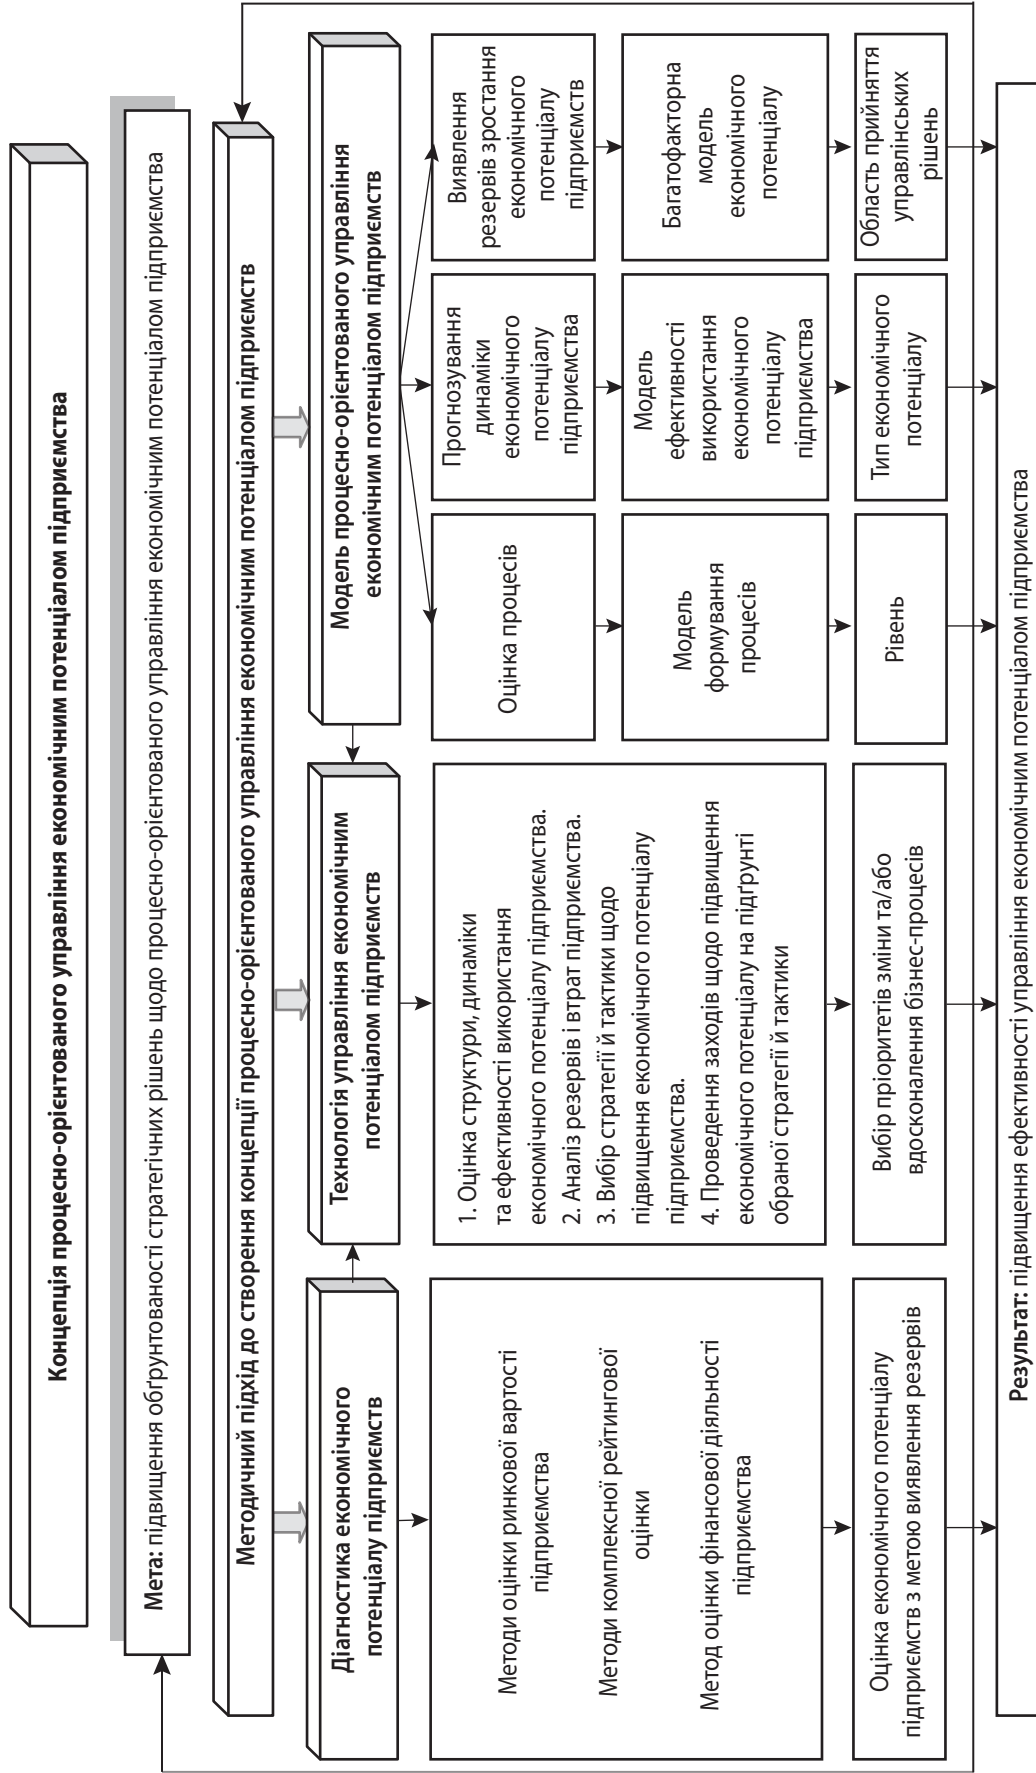 Концепція процесно-орієнтованого управління економічним потенціалом підприємства
Мета: підвищення обґрунтованості стратегічних рішень щодо процесно-орієнтованого управління економічним потенціалом підприємства
Методичний підхід до створення концепції процесно-орієнтованого управління економічним потенціалом підприємств
Діагностика економічного
потенціалу підприємств
Методи оцінки ринкової вартості
підприємства
Методи комплексної рейтингової
оцінки
Метод оцінки фінансової діяльності
підприємства
Оцінка економічного потенціалу
підприємств з метою виявлення резервів
Технологія управління економічним
потенціалом підприємств
1. Оцінка структури, динаміки
та ефективності використання
економічного потенціалу підприємства.
2. Аналіз резервів і втрат підприємства.
3. Вибір стратегії й тактики щодо
підвищення економічного потенціалу
підприємства.
4. Проведення заходів щодо підвищення
економічного потенціалу на підґрунті
обраної стратегії й тактики
Вибір пріоритетів зміни та/або
вдосконалення бізнес-процесів
Модель процесно-орієнтованого управління
економічним потенціалом підприємств
Оцінка процесів
Модель
формування
процесів
Рівень
Прогнозування
динаміки
економічного
потенціалу
підприємства
Модель
ефективності
використання
економічного
потенціалу
підприємства
Тип економічного
потенціалу
Виявлення
резервів зростання
економічного
потенціалу
підприємств
Багатофакторна
модель
економічного
потенціалу
Область прийняття
управлінських
рішень
Результат: підвищення ефективності управління економічним потенціалом підприємства